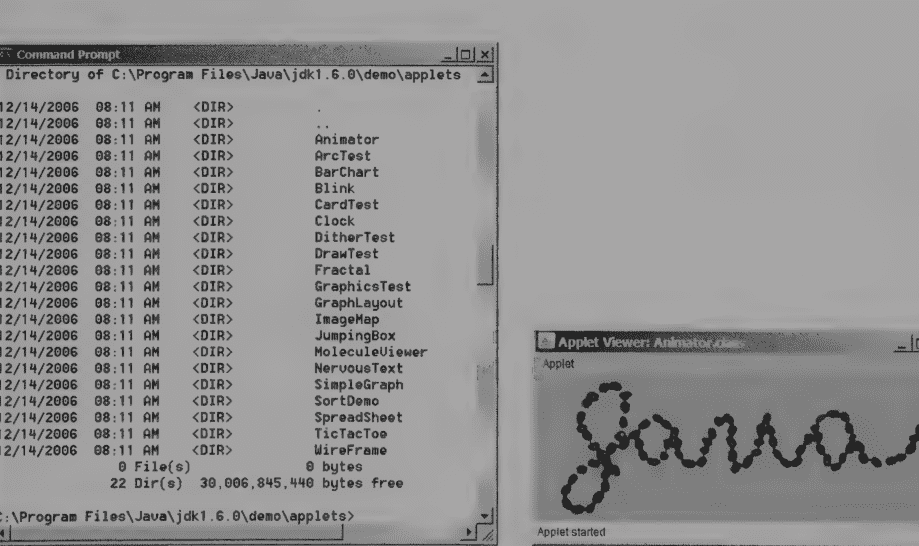 Command Prompt
Directory of C:\Program Files\Java\jdk1.6.0\demo\applets
12/14/2006 08:11 AM <DIR> .
12/14/2006 08:11 AM <DIR> ..
12/14/2006 08:11 AM <DIR> Animator
12/14/2006 08:11 AM <DIR> ArcTest
12/14/2006 08:11 AM <DIR> BarChart
12/14/2006 08:11 AM <DIR> Blink
12/14/2006 08:11 AM <DIR> CardTest
12/14/2006 08:11 AM <DIR> Clock
12/14/2006 08:11 AM <DIR> DitherTest
12/14/2006 08:11 AM <DIR> DrawTest
12/14/2006 08:11 AM <DIR> Fractal
12/14/2006 08:11 AM <DIR> GraphicsTest
12/14/2006 08:11 AM <DIR> GraphLayout
12/14/2006 08:11 AM <DIR> ImageMap
12/14/2006 08:11 AM <DIR> JumpingBox
12/14/2006 08:11 AM <DIR> MoleculeViewer
12/14/2006 08:11 AM <DIR> NervousText
12/14/2006 08:11 AM <DIR> SimpleGraph
12/14/2006 08:11 AM <DIR> SortDemo
12/14/2006 08:11 AM <DIR> SpreadSheet
12/14/2006 08:11 AM <DIR> TicTacToe
12/14/2006 08:11 AM <DIR> WireFrame
0 File(s) 0 bytes
22 Dir(s) 30,006,845,440 bytes free
C:\Program Files\Java\jdk1.6.0\demo\applets>
Applet Viewer: Animator.class
Applet
Java
Applet started